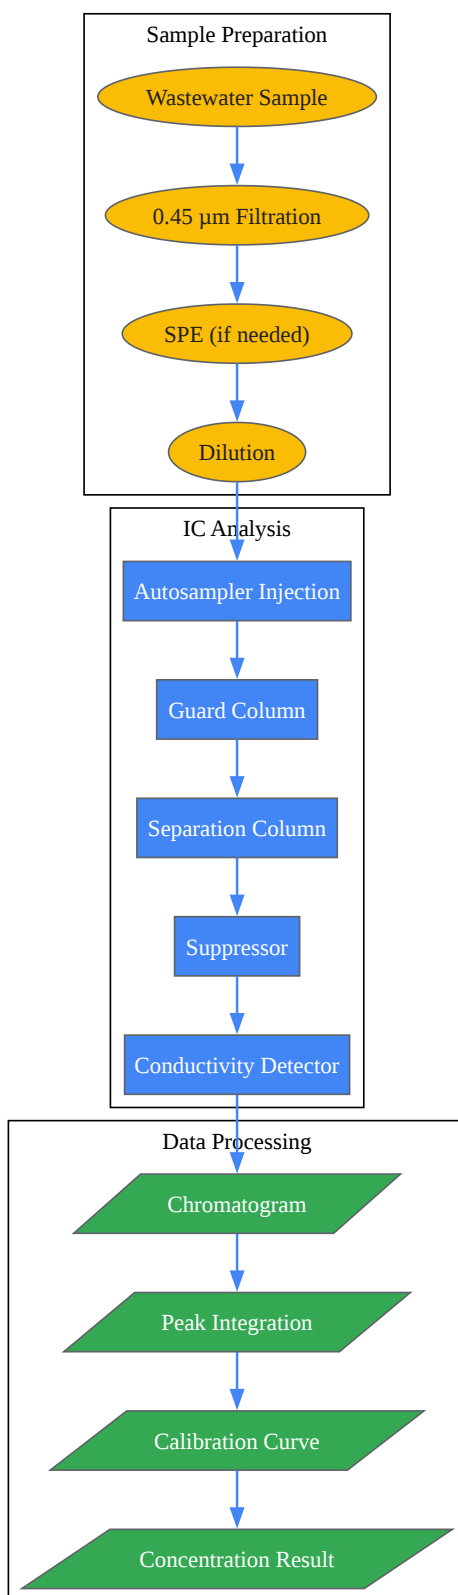 Sample Preparation
Wastewater Sample
0.45 µm Filtration
SPE (if needed)
Dilution
IC Analysis
Autosampler Injection
Guard Column
Separation Column
Suppressor
Conductivity Detector
Data Processing
Chromatogram
Peak Integration
Calibration Curve
Concentration Result